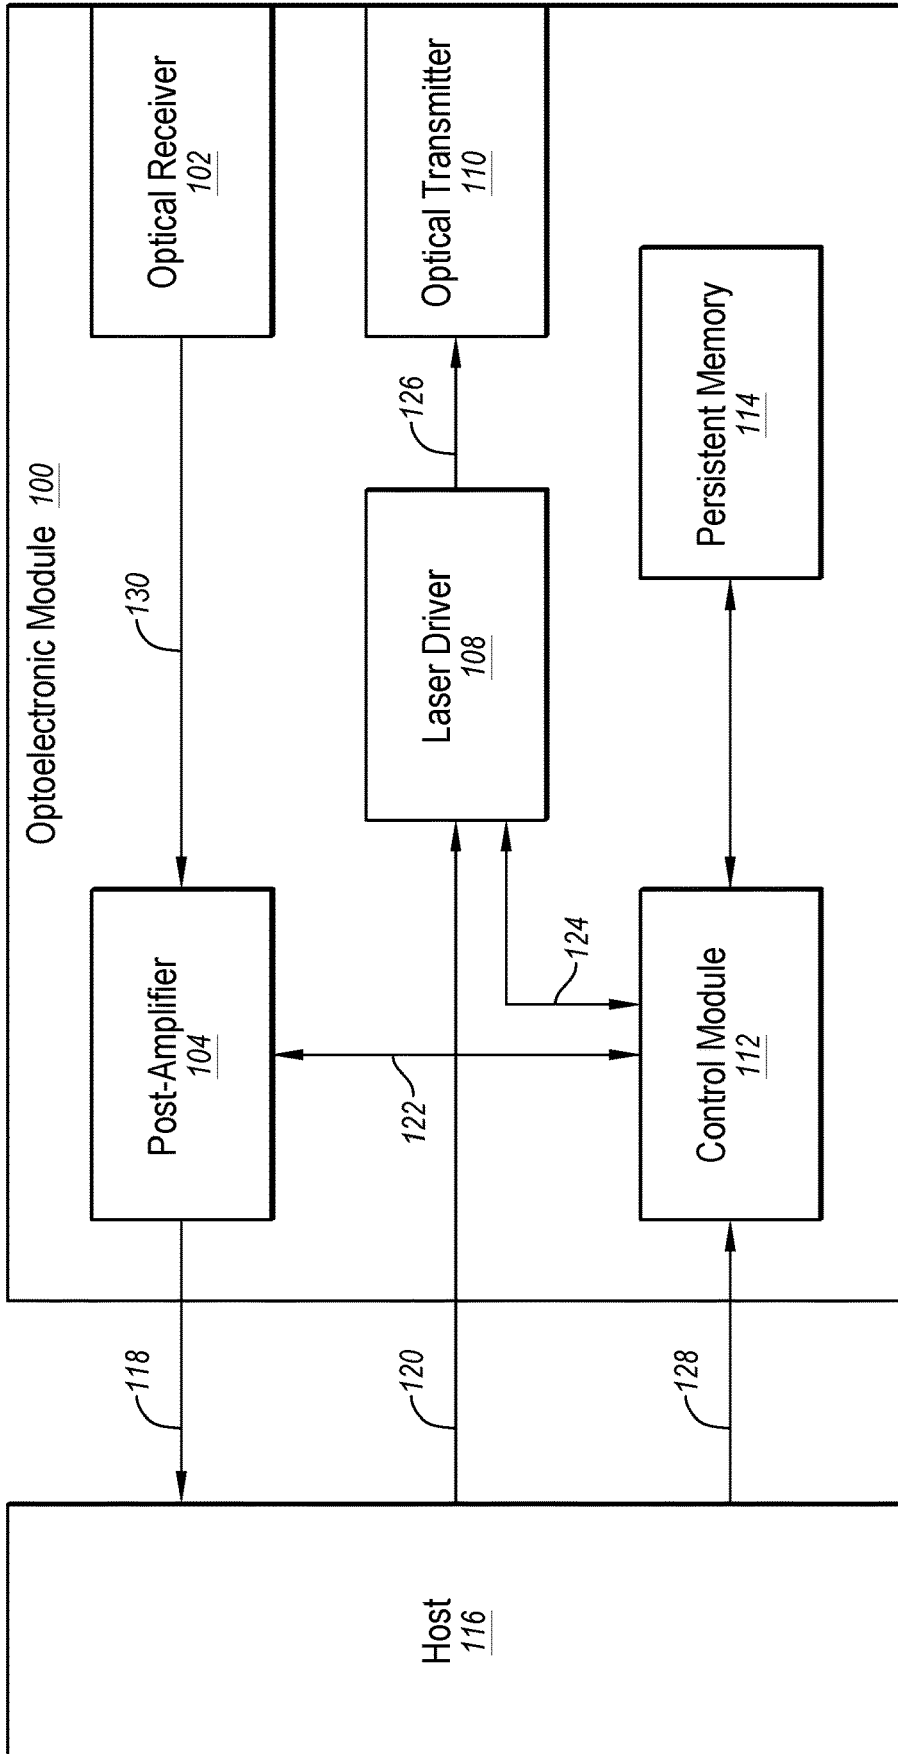 Optoelectronic Module 100
Host
116
118
120
128
Post-Amplifier
104
122
124
Control Module
112
130
Laser Driver
108
126
Optical Receiver
102
Optical Transmitter
110
Persistent Memory
114